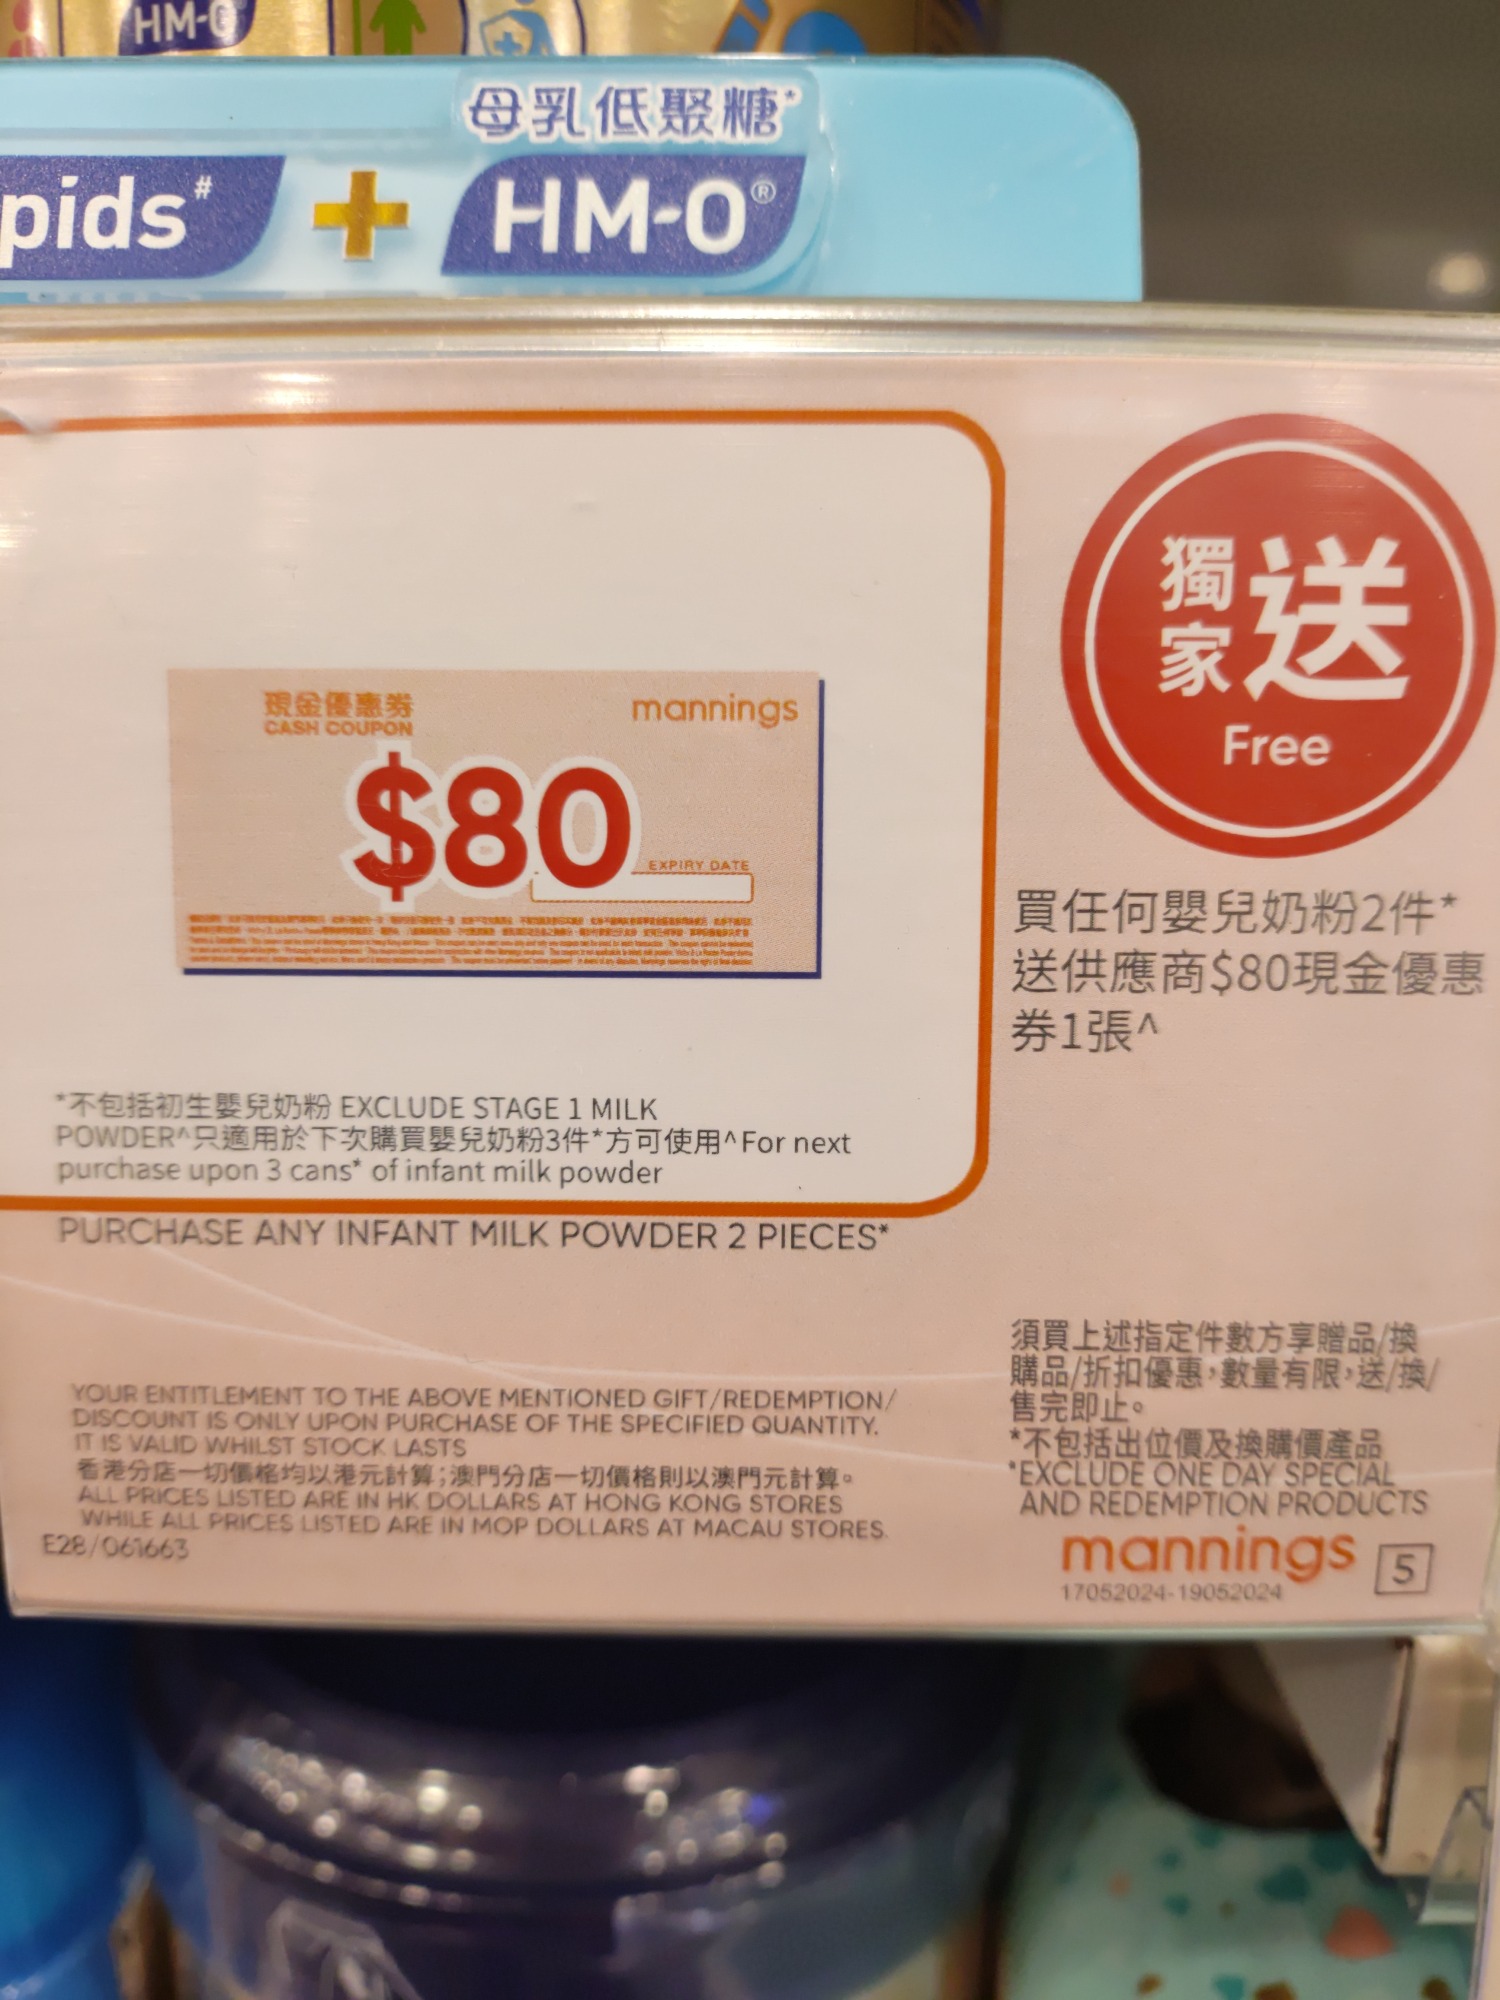 HM-O
母乳低聚糖*
pids# + HM-O®
獨家送
Free
現金優惠券
CASH COUPON
mannings
$80
EXPIRY DATE
買任何嬰兒奶粉2件*
送供應商$80現金優惠
券1張^
*不包括初生嬰兒奶粉 EXCLUDE STAGE 1 MILK
POWDER^只適用於下次購買嬰兒奶粉3件*方可使用^For next
purchase upon 3 cans* of infant milk powder
PURCHASE ANY INFANT MILK POWDER 2 PIECES*
YOUR ENTITLEMENT TO THE ABOVE MENTIONED GIFT/REDEMPTION/
DISCOUNT IS ONLY UPON PURCHASE OF THE SPECIFIED QUANTITY.
IT IS VALID WHILST STOCK LASTS
香港分店一切價格均以港元計算;澳門分店一切價格則以澳門元計算。
ALL PRICES LISTED ARE IN HK DOLLARS AT HONG KONG STORES
WHILE ALL PRICES LISTED ARE IN MOP DOLLARS AT MACAU STORES.
E28/061663
須買上述指定件數方享贈品/換
購品/折扣優惠,數量有限,送/換/
售完即止。
*不包括出位價及換購價產品
*EXCLUDE ONE DAY SPECIAL
AND REDEMPTION PRODUCTS
mannings 5
17052024-19052024